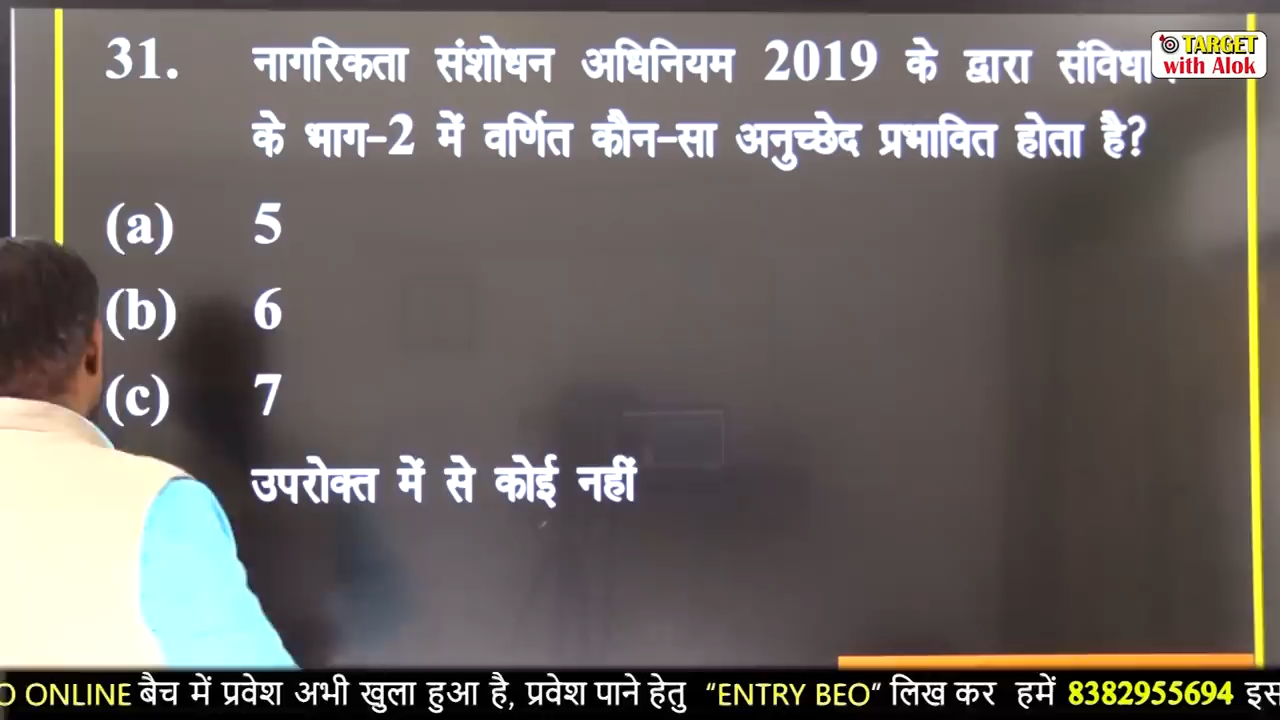 TARGET
with Alok
31. नागरिकता संशोधन अधिनियम 2019 के द्वारा
के भाग-2 में वर्णित कौन-सा अनुच्छेद प्रभावित होता है?
(a) 5
(b) 6
(c) 7
उपरोक्त में से कोई नहीं
ONLINE बैच में प्रवेश अभी खुला हुआ है, प्रवेश पाने हेतु “ENTRY BEO” लिख कर हमें 8382955694